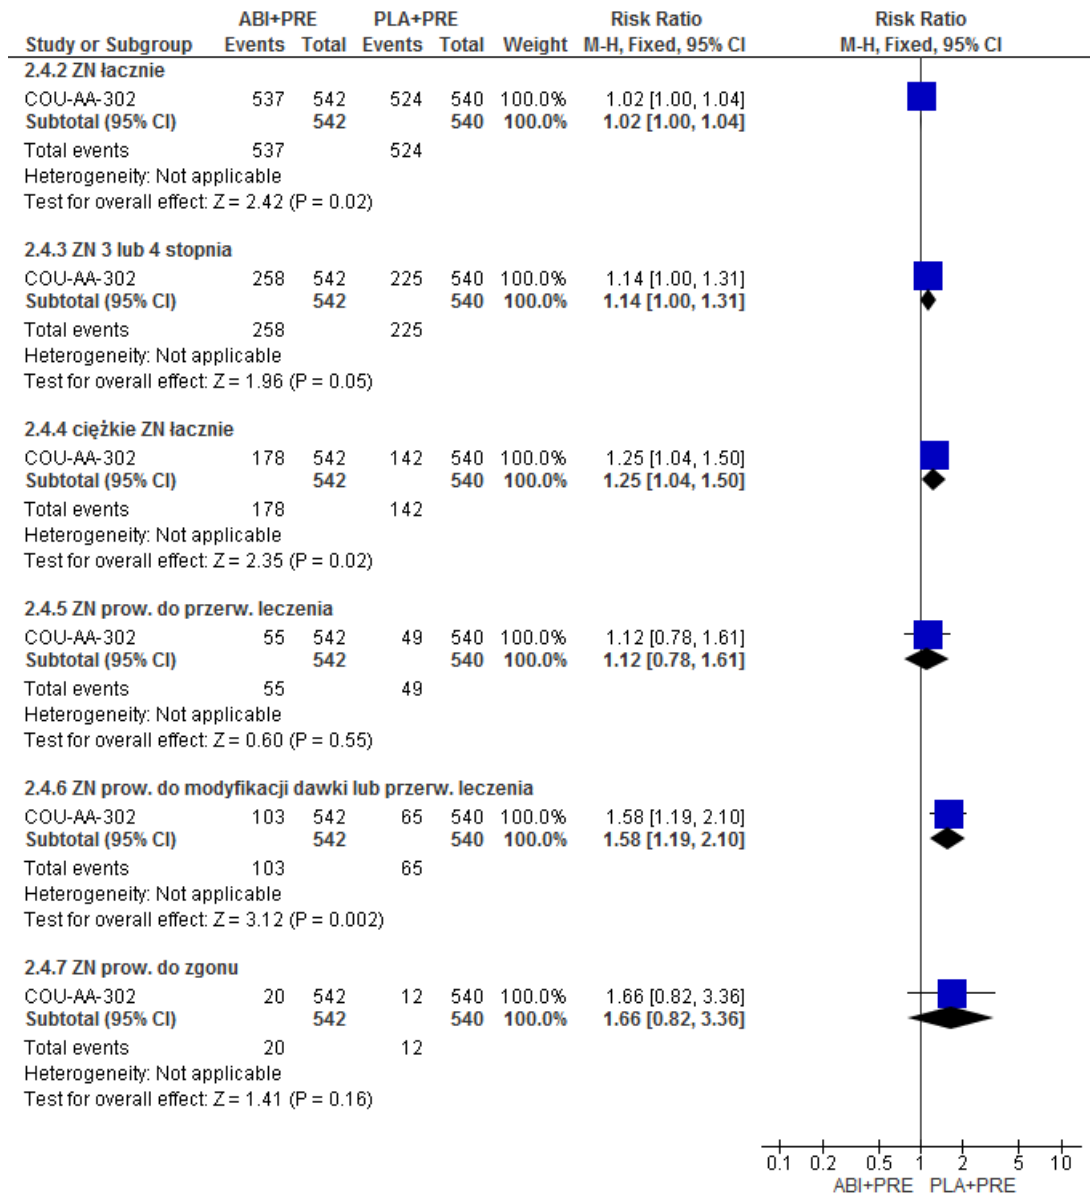 ABI+PRE PLA+PRE Risk Ratio Risk Ratio
Study or Subgroup Events Total Events Total Weight M-H, Fixed, 95% CI M-H, Fixed, 95% CI
2.4.2 ZN łacznie
COU-AA-302 537 542 524 540 100.0% 1.02 [1.00, 1.04]
Subtotal (95% CI) 542 540 100.0% 1.02 [1.00, 1.04]
Total events 537 524
Heterogeneity: Not applicable
Test for overall effect: Z = 2.42 (P = 0.02)
2.4.3 ZN 3 lub 4 stopnia
COU-AA-302 258 542 225 540 100.0% 1.14 [1.00, 1.31]
Subtotal (95% CI) 542 540 100.0% 1.14 [1.00, 1.31]
Total events 258 225
Heterogeneity: Not applicable
Test for overall effect: Z = 1.96 (P = 0.05)
2.4.4 ciężkie ZN łacznie
COU-AA-302 178 542 142 540 100.0% 1.25 [1.04, 1.50]
Subtotal (95% CI) 542 540 100.0% 1.25 [1.04, 1.50]
Total events 178 142
Heterogeneity: Not applicable
Test for overall effect: Z = 2.35 (P = 0.02)
2.4.5 ZN prow. do przerw. leczenia
COU-AA-302 55 542 49 540 100.0% 1.12 [0.78, 1.61]
Subtotal (95% CI) 542 540 100.0% 1.12 [0.78, 1.61]
Total events 55 49
Heterogeneity: Not applicable
Test for overall effect: Z = 0.60 (P = 0.55)
2.4.6 ZN prow. do modyfikacji dawki lub przerw. leczenia
COU-AA-302 103 542 65 540 100.0% 1.58 [1.19, 2.10]
Subtotal (95% CI) 542 540 100.0% 1.58 [1.19, 2.10]
Total events 103 65
Heterogeneity: Not applicable
Test for overall effect: Z = 3.12 (P = 0.002)
2.4.7 ZN prow. do zgonu
COU-AA-302 20 542 12 540 100.0% 1.66 [0.82, 3.36]
Subtotal (95% CI) 542 540 100.0% 1.66 [0.82, 3.36]
Total events 20 12
Heterogeneity: Not applicable
Test for overall effect: Z = 1.41 (P = 0.16)
0.1 0.2 0.5 1 2 5 10
ABI+PRE PLA+PRE